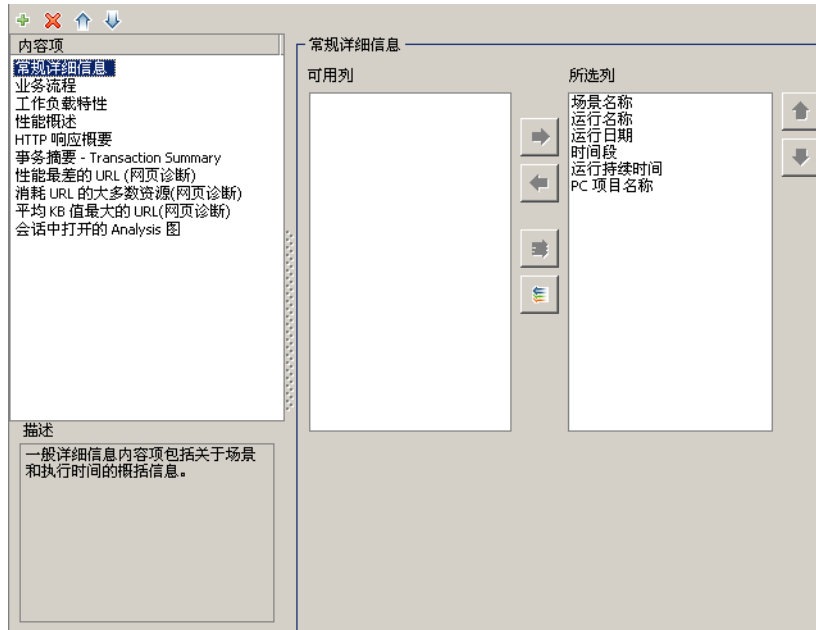 内容项
常规详细信息
业务流程
工作负载特性
性能概述
HTTP 响应概要
事务摘要 - Transaction Summary
性能最差的 URL (网页诊断)
消耗 URL 的大多数资源(网页诊断)
平均 KB 值最大的 URL(网页诊断)
会话中打开的 Analysis 图
描述
一般详细信息内容项包括关于场景
和执行时间的概括信息。
常规详细信息
可用列
所选列
场景名称
运行名称
运行日期
时间段
运行持续时间
PC 项目名称